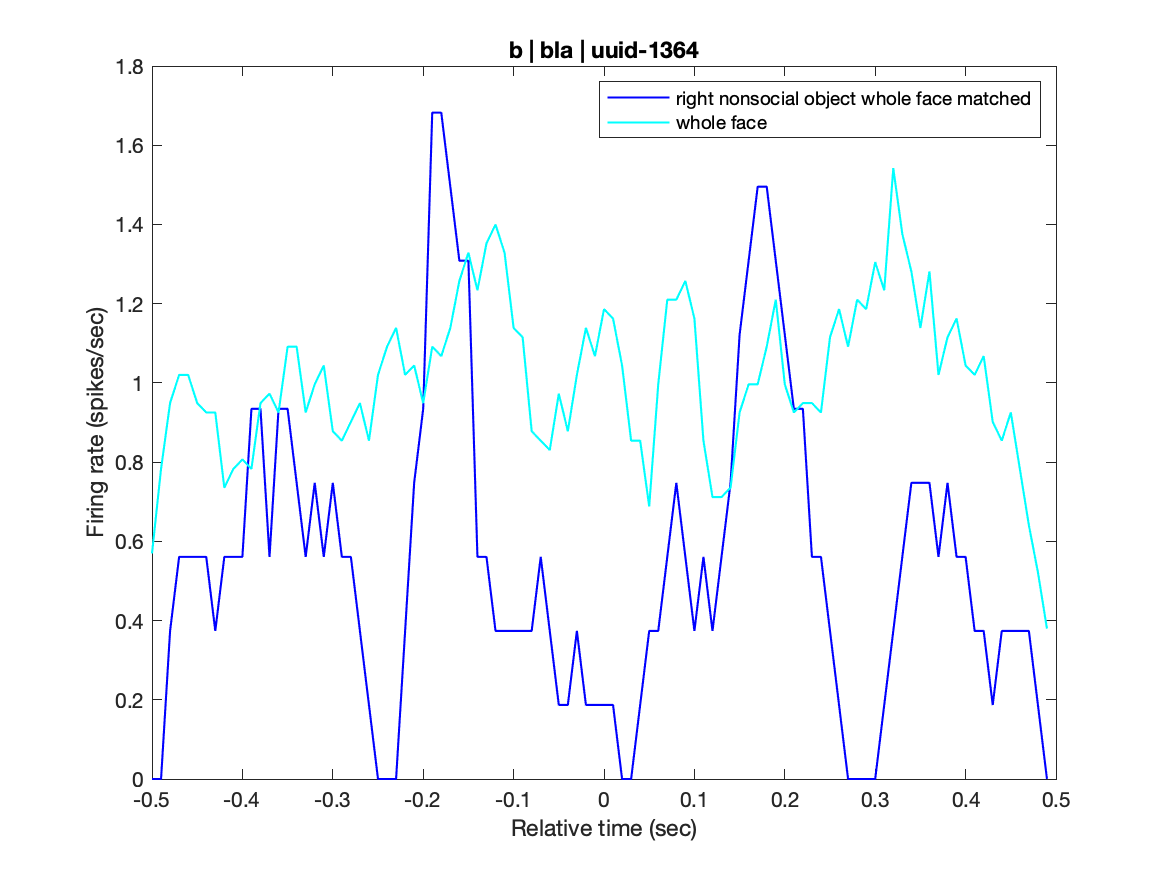 b | bla | uuid-1364
right nonsocial object whole face matched
whole face
Firing rate (spikes/sec)
1.8
1.6
1.4
1.2
1
0.8
0.6
0.4
0.2
0
-0.5 -0.4 -0.3 -0.2 -0.1 0 0.1 0.2 0.3 0.4 0.5
Relative time (sec)